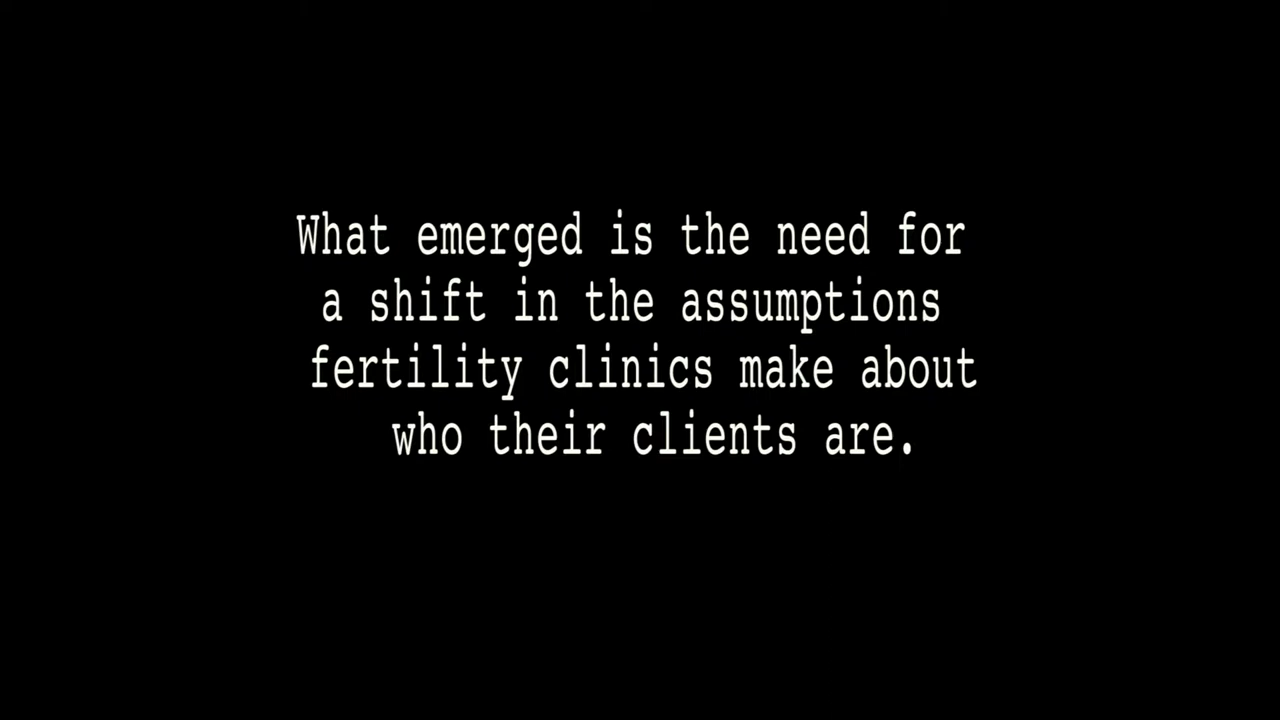 What emerged is the need for
a shift in the assumptions
fertility clinics make about
who their clients are.